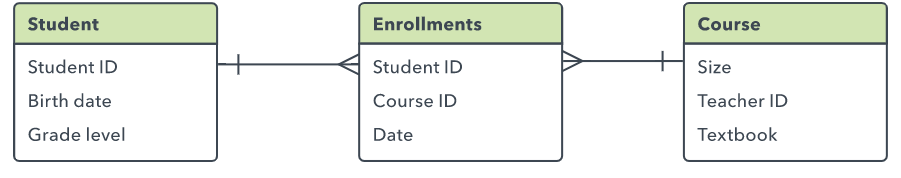 Student
Student ID
Birth date
Grade level
Enrollments
Student ID
Course ID
Date
Course
Size
Teacher ID
Textbook